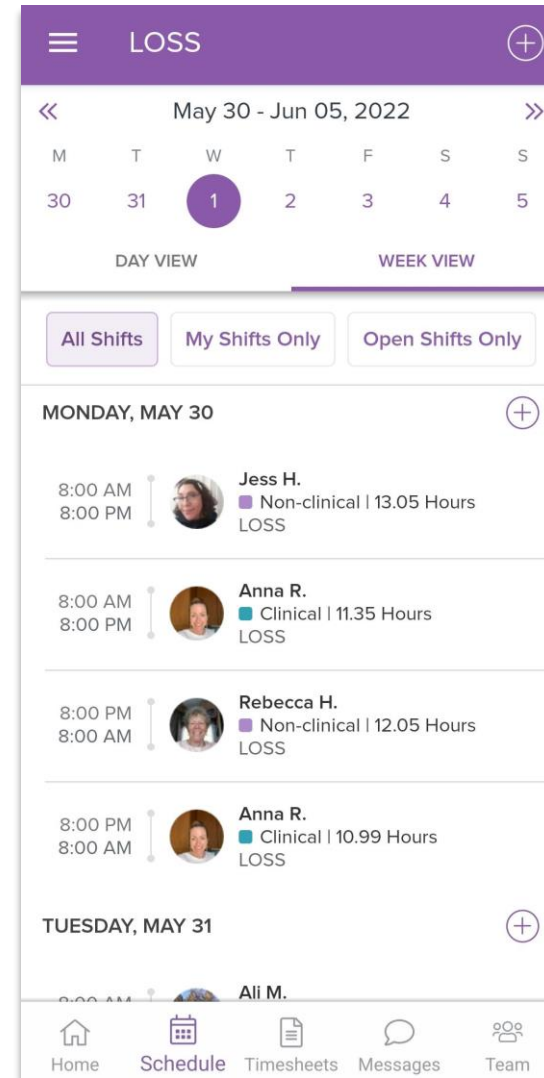 LOSS
May 30 - Jun 05, 2022
M T W T F S S
30 31 1 2 3 4 5
DAY VIEW WEEK VIEW
All Shifts My Shifts Only Open Shifts Only
MONDAY, MAY 30
Jess H.
8:00 AM Non-clinical | 13.05 Hours
8:00 PM LOSS
Anna R.
8:00 AM Clinical | 11.35 Hours
8:00 PM LOSS
Rebecca H.
8:00 PM Non-clinical | 12.05 Hours
8:00 AM LOSS
Anna R.
8:00 PM Clinical | 10.99 Hours
8:00 AM LOSS
TUESDAY, MAY 31
Ali M.
Home Schedule Timesheets Messages Team